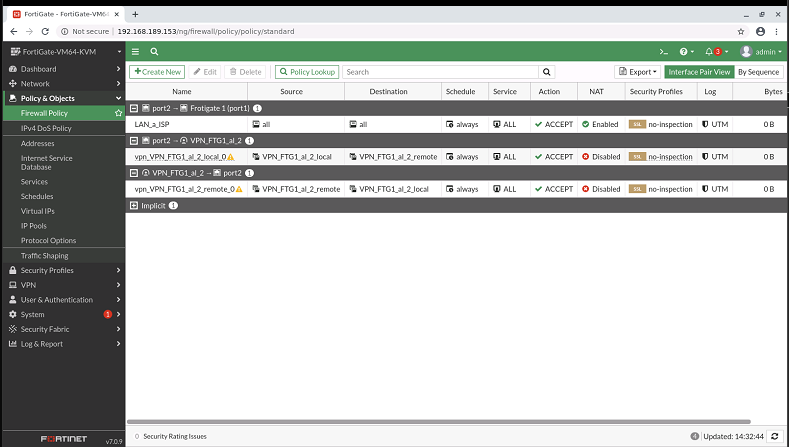 FortiGate - FortiGate-VM64
Not secure | 192.168.189.153/ng/firewall/policy/policy/standard
FortiGate-VM64-KVM
3
admin
Dashboard
Network
Policy & Objects
Firewall Policy
IPv4 DoS Policy
Addresses
Internet Service
Database
Services
Schedules
Virtual IPs
IP Pools
Protocol Options
Traffic Shaping
Security Profiles
VPN
User & Authentication
System 1
Security Fabric
Log & Report
FORTINET v7.0.9
Create New Edit Delete Policy Lookup Search Export Interface Pair View By Sequence
Name Source Destination Schedule Service Action NAT Security Profiles Log Bytes
port2 → Frotigate 1 (port1) 1
LAN_a_ISP all all always ALL ACCEPT Enabled SSL no-inspection UTM 0 B
port2 → VPN_FTG1_al_2 1
vpn_VPN_FTG1_al_2_local_0 VPN_FTG1_al_2_local VPN_FTG1_al_2_remote always ALL ACCEPT Disabled SSL no-inspection UTM 0 B
VPN_FTG1_al_2 → port2 1
vpn_VPN_FTG1_al_2_remote_0 VPN_FTG1_al_2_remote VPN_FTG1_al_2_local always ALL ACCEPT Disabled SSL no-inspection UTM 0 B
Implicit 1
0 Security Rating Issues
4 Updated: 14:32:44